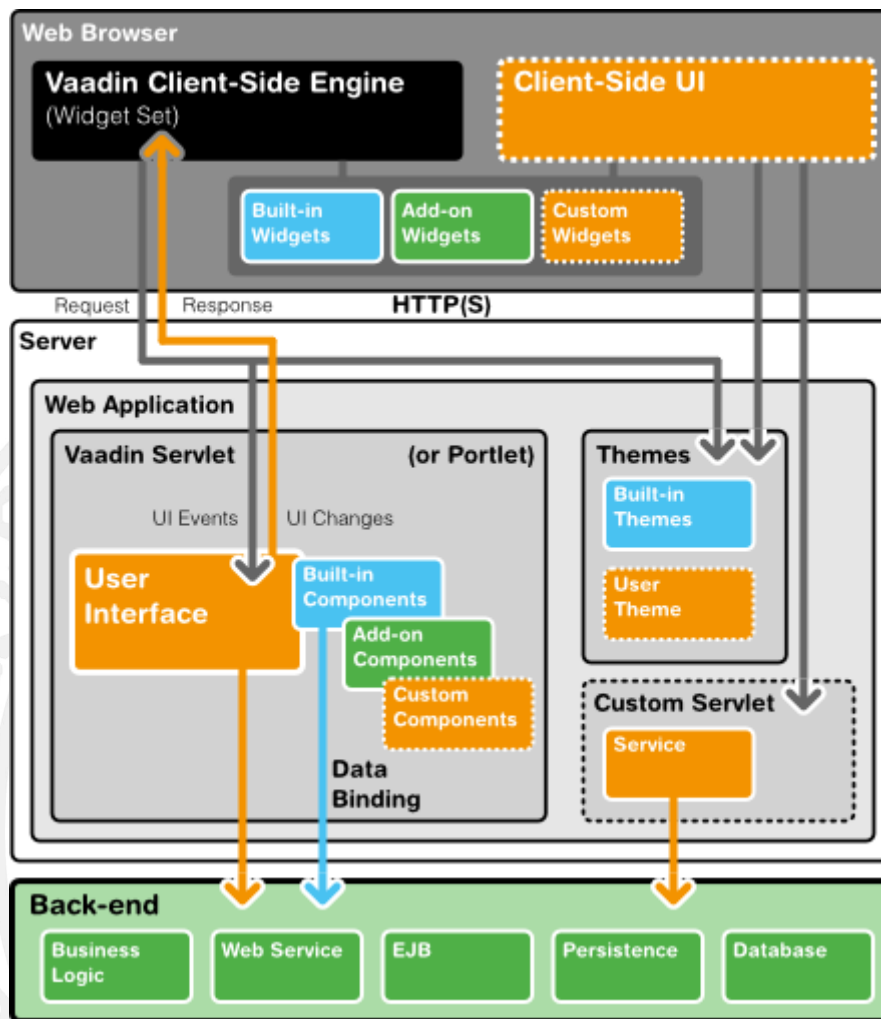 Web Browser
Vaadin Client-Side Engine
(Widget Set)
Client-Side UI
Built-in
Widgets
Add-on
Widgets
Custom
Widgets
Request
Response
HTTP(S)
Server
Web Application
Vaadin Servlet
(or Portlet)
UI Events
UI Changes
User
Interface
Built-in
Components
Add-on
Components
Custom
Components
Data
Binding
Themes
Built-in
Themes
User
Theme
Custom Servlet
Service
Back-end
Business
Logic
Web Service
EJB
Persistence
Database